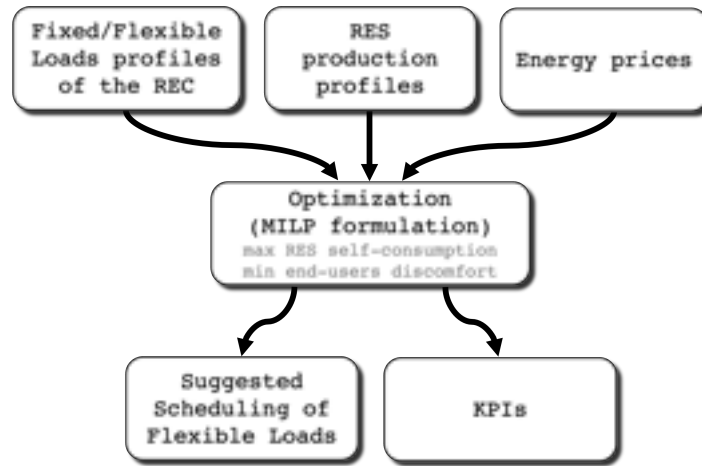 Fixed/Flexible
Loads profiles
of the REC
RES
production
profiles
Energy prices
Optimization
(MILP formulation)
max RES self-consumption
min end-users discomfort
Suggested
Scheduling of
Flexible Loads
KPIs